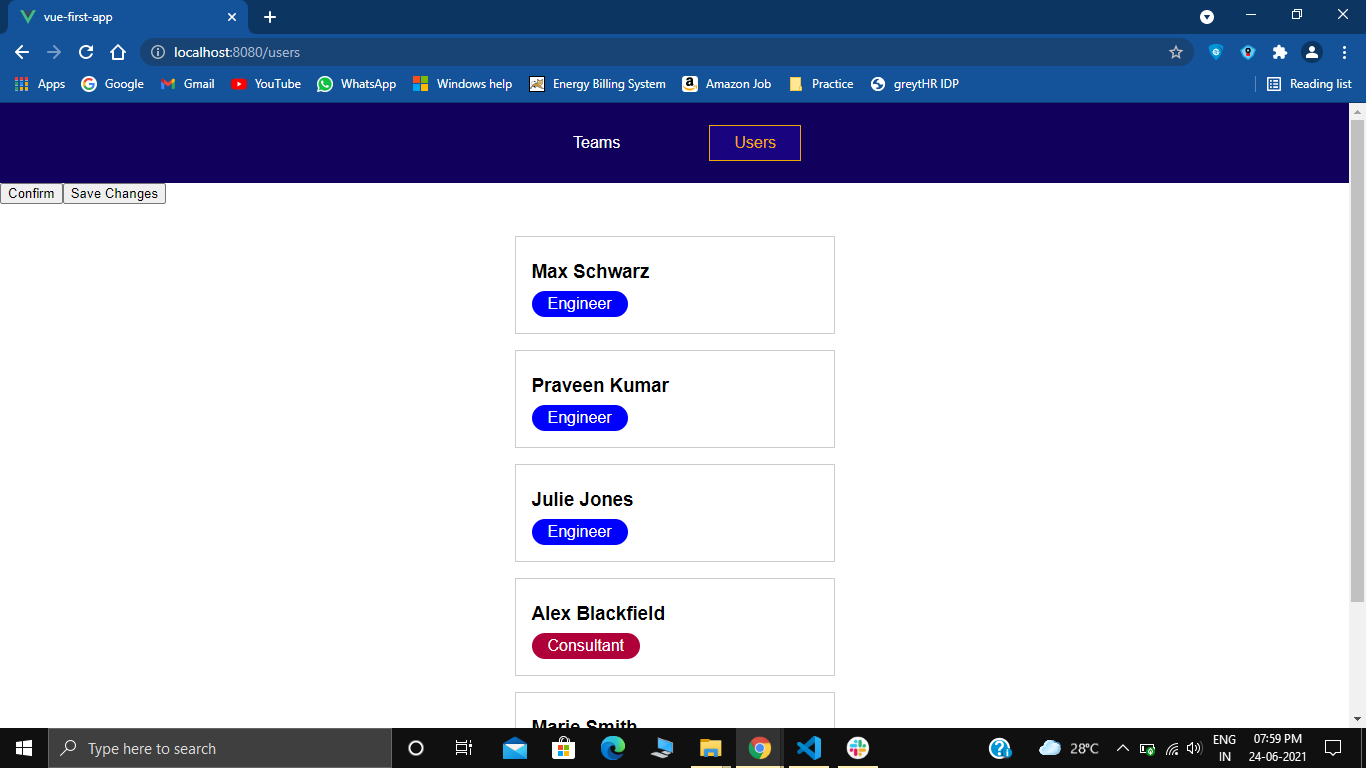 vue-first-app
localhost:8080/users
Apps Google Gmail YouTube WhatsApp Windows help Energy Billing System Amazon Job Practice greytHR IDP Reading list
Teams Users
Confirm Save Changes
Max Schwarz
Engineer
Praveen Kumar
Engineer
Julie Jones
Engineer
Alex Blackfield
Consultant
Marie Smith
Type here to search
28°C
ENG
IN
07:59 PM
24-06-2021